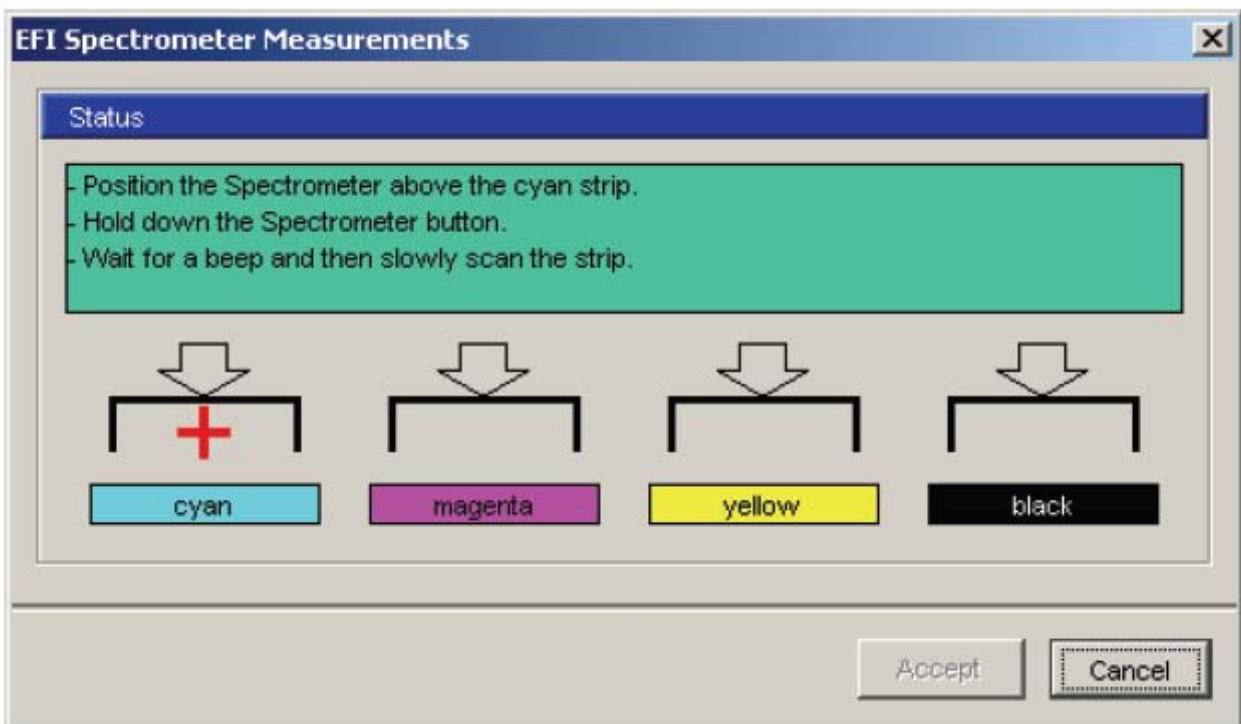 EFI Spectrometer Measurements
Status
- Position the Spectrometer above the cyan strip.
- Hold down the Spectrometer button.
- Wait for a beep and then slowly scan the strip.
cyan magenta yellow black
Accept Cancel